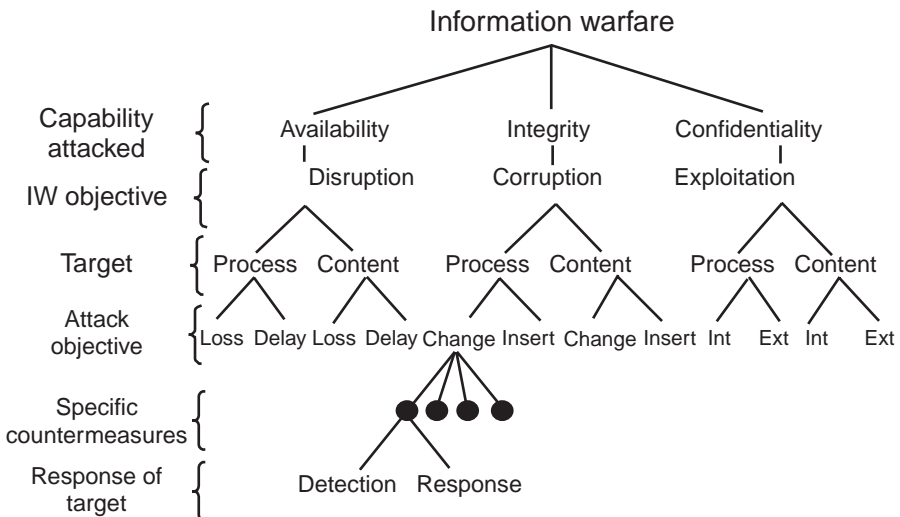 Information warfare
Capability
attacked
Availability Integrity Confidentiality
IW objective
Disruption Corruption Exploitation
Target
Process Content Process Content Process Content
Attack
objective
Loss Delay Loss Delay Change Insert Change Insert Int Ext Int Ext
Specific
countermeasures
Response of
target
Detection Response